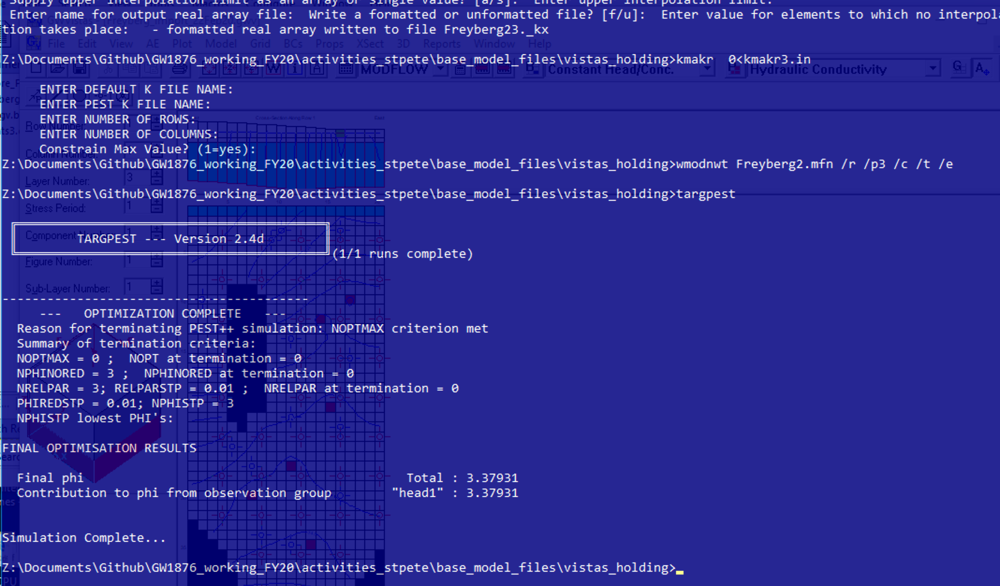 Supply upper interpolation limit as an array or single value? [a/s]:  Enter upper interpolation limit:
Enter name for output real array file:  Write a formatted or unformatted file? [f/u]:  Enter value for elements to which no interpola
tion takes place:   - formatted real array written to file Freyberg23._kx
File Edit View AE Plot Model Grid BCs Props XSect 3D Reports Window Help
Z:\Documents\Github\GW1876_working_FY20\activities_stpete\base_model_files\vistas_holding>kmakr  0<kmakr3.in
MODFLOW Constant Head/Conc. Hydraulic Conductivity
ENTER DEFAULT K FILE NAME:
ENTER PEST K FILE NAME:
ENTER NUMBER OF ROWS:
Cross-Section Along Row 1 East
Row Number:
ENTER NUMBER OF COLUMNS:
Constrain Max Value? (1=yes):
Column Number:
Z:\Documents\Github\GW1876_working_FY20\activities_stpete\base_model_files\vistas_holding>wmodnwt Freyberg2.mfn /r /p3 /c /t /e
Layer Number: 3
Z:\Documents\Github\GW1876_working_FY20\activities_stpete\base_model_files\vistas_holding>targpest
Stress Period: 1
Component Number: 1
TARGPEST --- Version 2.4d
(1/1 runs complete)
Figure Number: 1
Sub-Layer Number: 1
-----------------------------------------
---   OPTIMIZATION COMPLETE   ---
Reason for terminating PEST++ simulation: NOPTMAX criterion met
Summary of termination criteria:
NOPTMAX = 0 ;  NOPT at termination = 0
NPHINORED = 3 ;  NPHINORED at termination = 0
NRELPAR = 3; RELPARSTP = 0.01 ;  NRELPAR at termination = 0
PHIREDSTP = 0.01; NPHISTP = 3
NPHISTP lowest PHI's:
FINAL OPTIMISATION RESULTS
Final phi                                           Total : 3.37931
Contribution to phi from observation group        "head1" : 3.37931
Simulation Complete...
Z:\Documents\Github\GW1876_working_FY20\activities_stpete\base_model_files\vistas_holding>